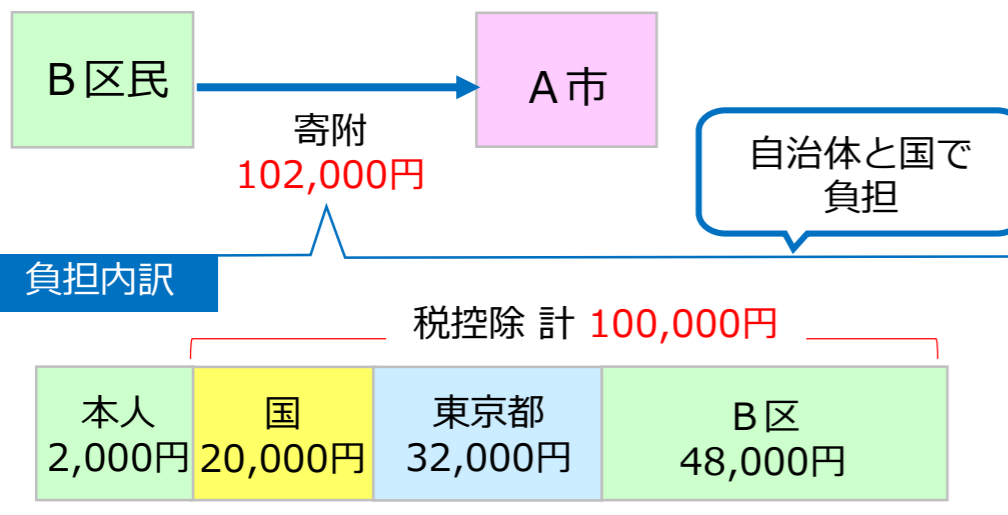 B区民
A市
寄附
102,000円
自治体と国で
負担
負担内訳
税控除 計 100,000円
本人
2,000円
国
20,000円
東京都
32,000円
B区
48,000円